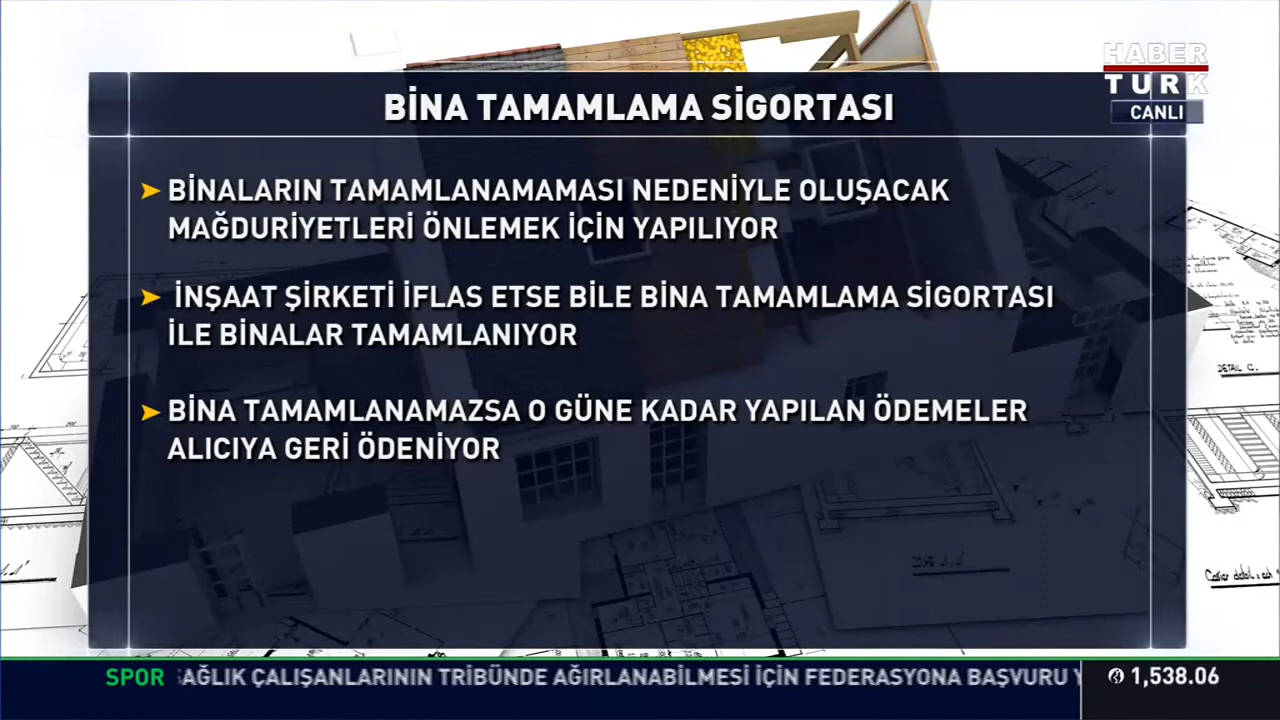 HABER
TURK
CANLI
BİNA TAMAMLAMA SİGORTASI
BİNALARIN TAMAMLANAMAMASI NEDENİYLE OLUŞACAK
MAĞDURİYETLERİ ÖNLEMEK İÇİN YAPILIYOR
İNŞAAT ŞİRKETİ İFLAS ETSE BİLE BİNA TAMAMLAMA SİGORTASI
İLE BİNALAR TAMAMLANIYOR
BİNA TAMAMLANAMAZSA O GÜNE KADAR YAPILAN ÖDEMELER
ALICIYA GERİ ÖDENİYOR
DETAIL C.
SPOR SAĞLIK ÇALIŞANLARININ TRİBÜNDE AĞIRLANABİLMESİ İÇİN FEDERASYONA BAŞVURU Y
1,538.06